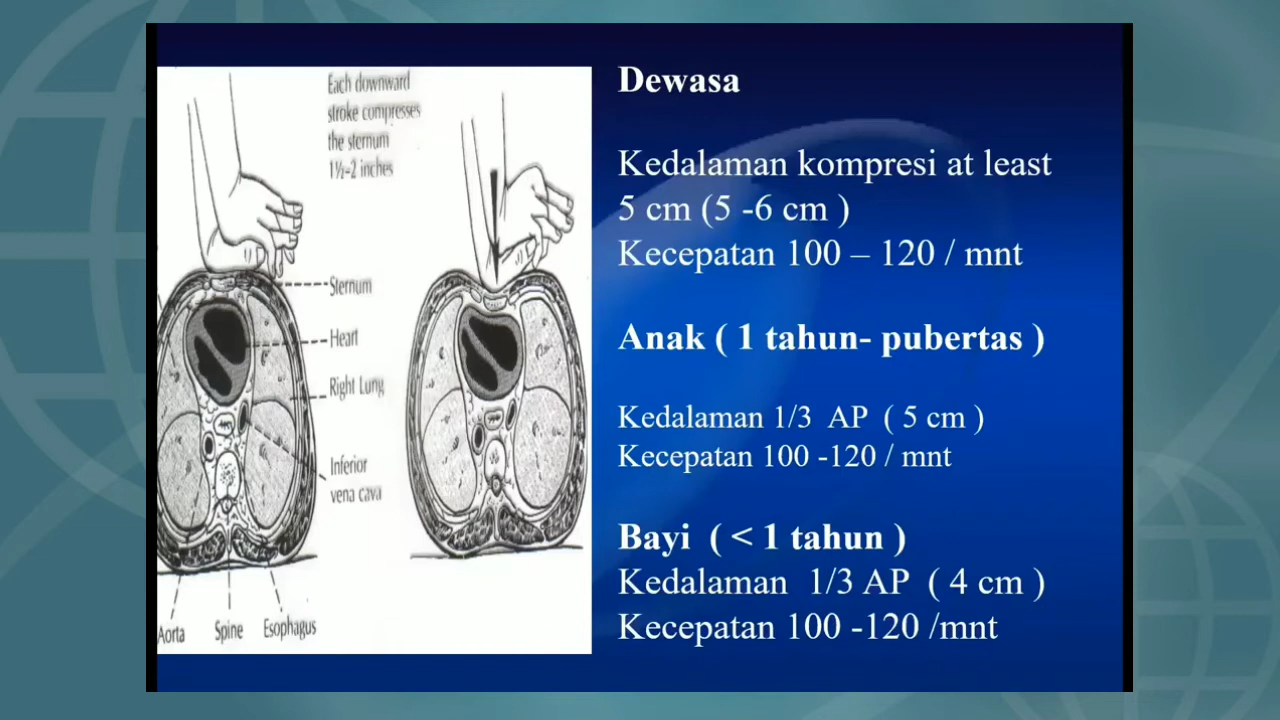 Each downward
stroke compresses
the sternum
1½–2 inches
Sternum
Heart
Right Lung
Inferior
vena cava
Aorta
Spine
Esophagus
Dewasa
Kedalaman kompresi at least
5 cm (5 -6 cm )
Kecepatan 100 – 120 / mnt
Anak ( 1 tahun- pubertas )
Kedalaman 1/3 AP ( 5 cm )
Kecepatan 100 -120 / mnt
Bayi ( < 1 tahun )
Kedalaman 1/3 AP ( 4 cm )
Kecepatan 100 -120 /mnt